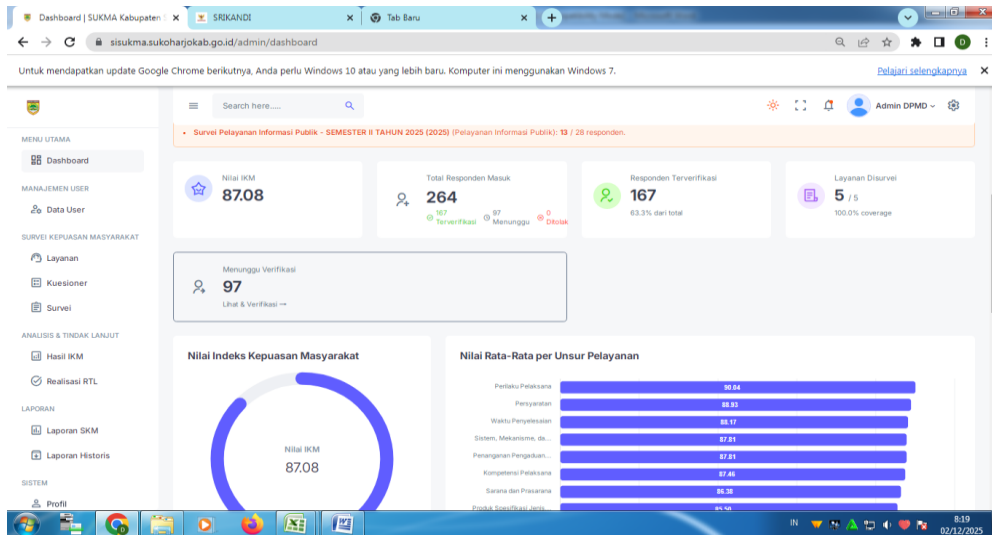 Dashboard | SUKMA Kabupaten
SRIKANDI
Tab Baru
sisukma.sukoharjokab.go.id/admin/dashboard
Untuk mendapatkan update Google Chrome berikutnya, Anda perlu Windows 10 atau yang lebih baru. Komputer ini menggunakan Windows 7.
Pelajari selengkapnya
Search here.....
Admin DPMD
• Survei Pelayanan Informasi Publik - SEMESTER II TAHUN 2025 (2025) (Pelayanan Informasi Publik): 13 / 28 responden.
MENU UTAMA
Dashboard
MANAJEMEN USER
Data User
SURVEI KEPUASAN MASYARAKAT
Layanan
Kuesioner
Survei
ANALISIS & TINDAK LANJUT
Hasil IKM
Realisasi RTL
LAPORAN
Laporan SKM
Laporan Historis
SISTEM
Profil
Nilai IKM
87.08
Total Responden Masuk
264
167 Terverifikasi
97 Menunggu
0 Ditolak
Responden Terverifikasi
167
63.3% dari total
Layanan Disurvei
5 / 5
100.0% coverage
Menunggu Verifikasi
97
Lihat & Verifikasi →
Nilai Indeks Kepuasan Masyarakat
Nilai IKM
87.08
Nilai Rata-Rata per Unsur Pelayanan
Perilaku Pelaksana 90.04
Persyaratan 88.93
Waktu Penyelesaian 88.17
Sistem, Mekanisme, da... 87.81
Penanganan Pengaduan... 87.81
Kompetensi Pelaksana 87.46
Sarana dan Prasarana 86.38
Produk Spesifikasi Jenis... 85.50
D
IN
8:19
02/12/2025